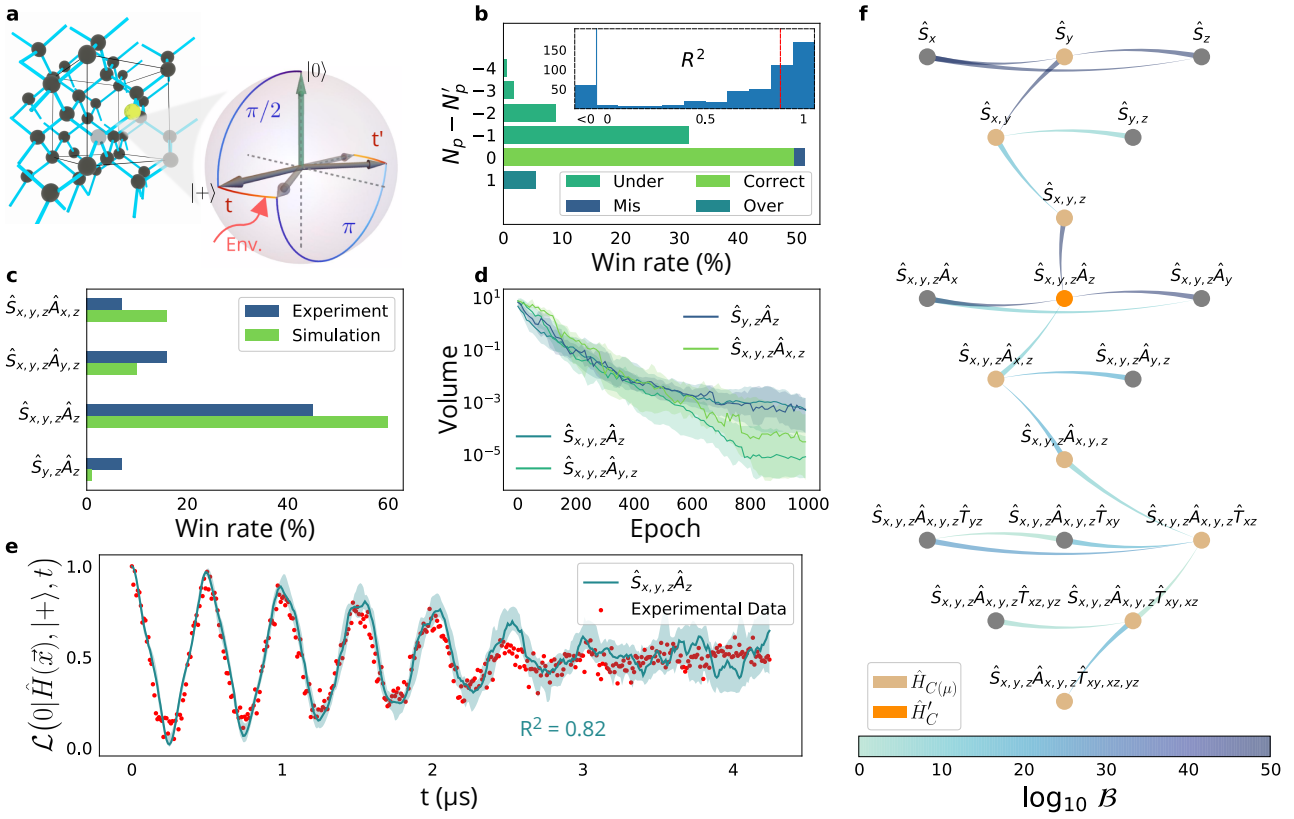 a
|0⟩
π/2
t'
|+⟩
t
π
Env.
b
N_p − N'_p
−4
−3
−2
−1
0
1
150
100
50
R²
<0
0
0.5
1
Under
Correct
Mis
Over
0
10
20
30
40
50
Win rate (%)
c
Ŝ_{x,y,z}Â_{x,z}
Ŝ_{x,y,z}Â_{y,z}
Ŝ_{x,y,z}Â_z
Ŝ_{y,z}Â_z
Experiment
Simulation
0
20
40
60
Win rate (%)
d
Volume
10¹
10⁻¹
10⁻³
10⁻⁵
Ŝ_{y,z}Â_z
Ŝ_{x,y,z}Â_{x,z}
Ŝ_{x,y,z}Â_z
Ŝ_{x,y,z}Â_{y,z}
0
200
400
600
800
1000
Epoch
e
ℒ(⟨0|Ĥ(x⃗), |+⟩, t)
1.0
0.5
0.0
Ŝ_{x,y,z}Â_z
Experimental Data
R² = 0.82
0
1
2
3
4
t (μs)
f
Ŝ_x
Ŝ_y
Ŝ_z
Ŝ_{x,y}
Ŝ_{y,z}
Ŝ_{x,y,z}
Ŝ_{x,y,z}Â_x
Ŝ_{x,y,z}Â_z
Ŝ_{x,y,z}Â_y
Ŝ_{x,y,z}Â_{x,z}
Ŝ_{x,y,z}Â_{y,z}
Ŝ_{x,y,z}Â_{x,y,z}
Ŝ_{x,y,z}Â_{x,y,z}T̂_{yz}
Ŝ_{x,y,z}Â_{x,y,z}T̂_{xy}
Ŝ_{x,y,z}Â_{x,y,z}T̂_{xz}
Ŝ_{x,y,z}Â_{x,y,z}T̂_{xz,yz}
Ŝ_{x,y,z}Â_{x,y,z}T̂_{xy,xz}
Ŝ_{x,y,z}Â_{x,y,z}T̂_{xy,xz,yz}
Ĥ_{C(μ)}
Ĥ'_C
0
10
20
30
40
50
log₁₀ ℬ